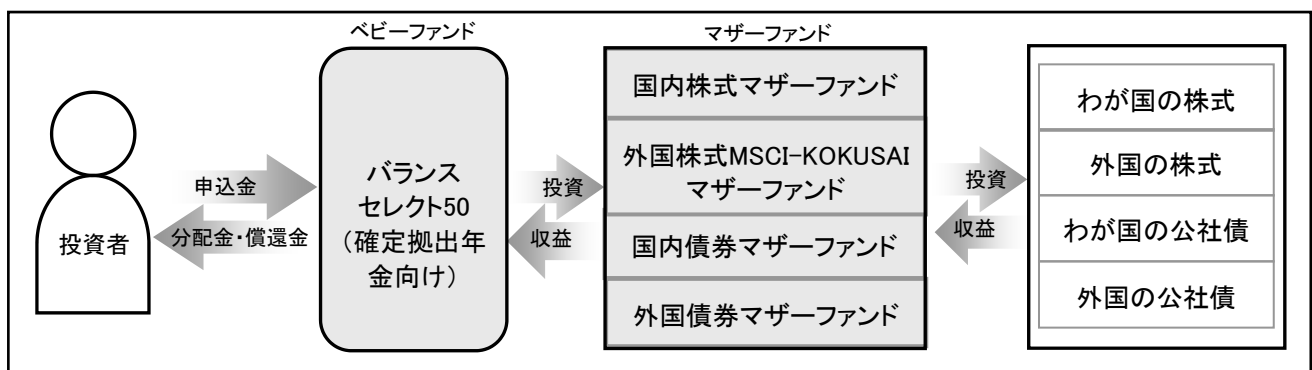 ベビーファンド
マザーファンド
投資者
申込金
分配金・償還金
バランス
セレクト50
（確定拠出年
金向け）
投資
収益
国内株式マザーファンド
外国株式MSCI-KOKUSAI
マザーファンド
国内債券マザーファンド
外国債券マザーファンド
投資
収益
わが国の株式
外国の株式
わが国の公社債
外国の公社債